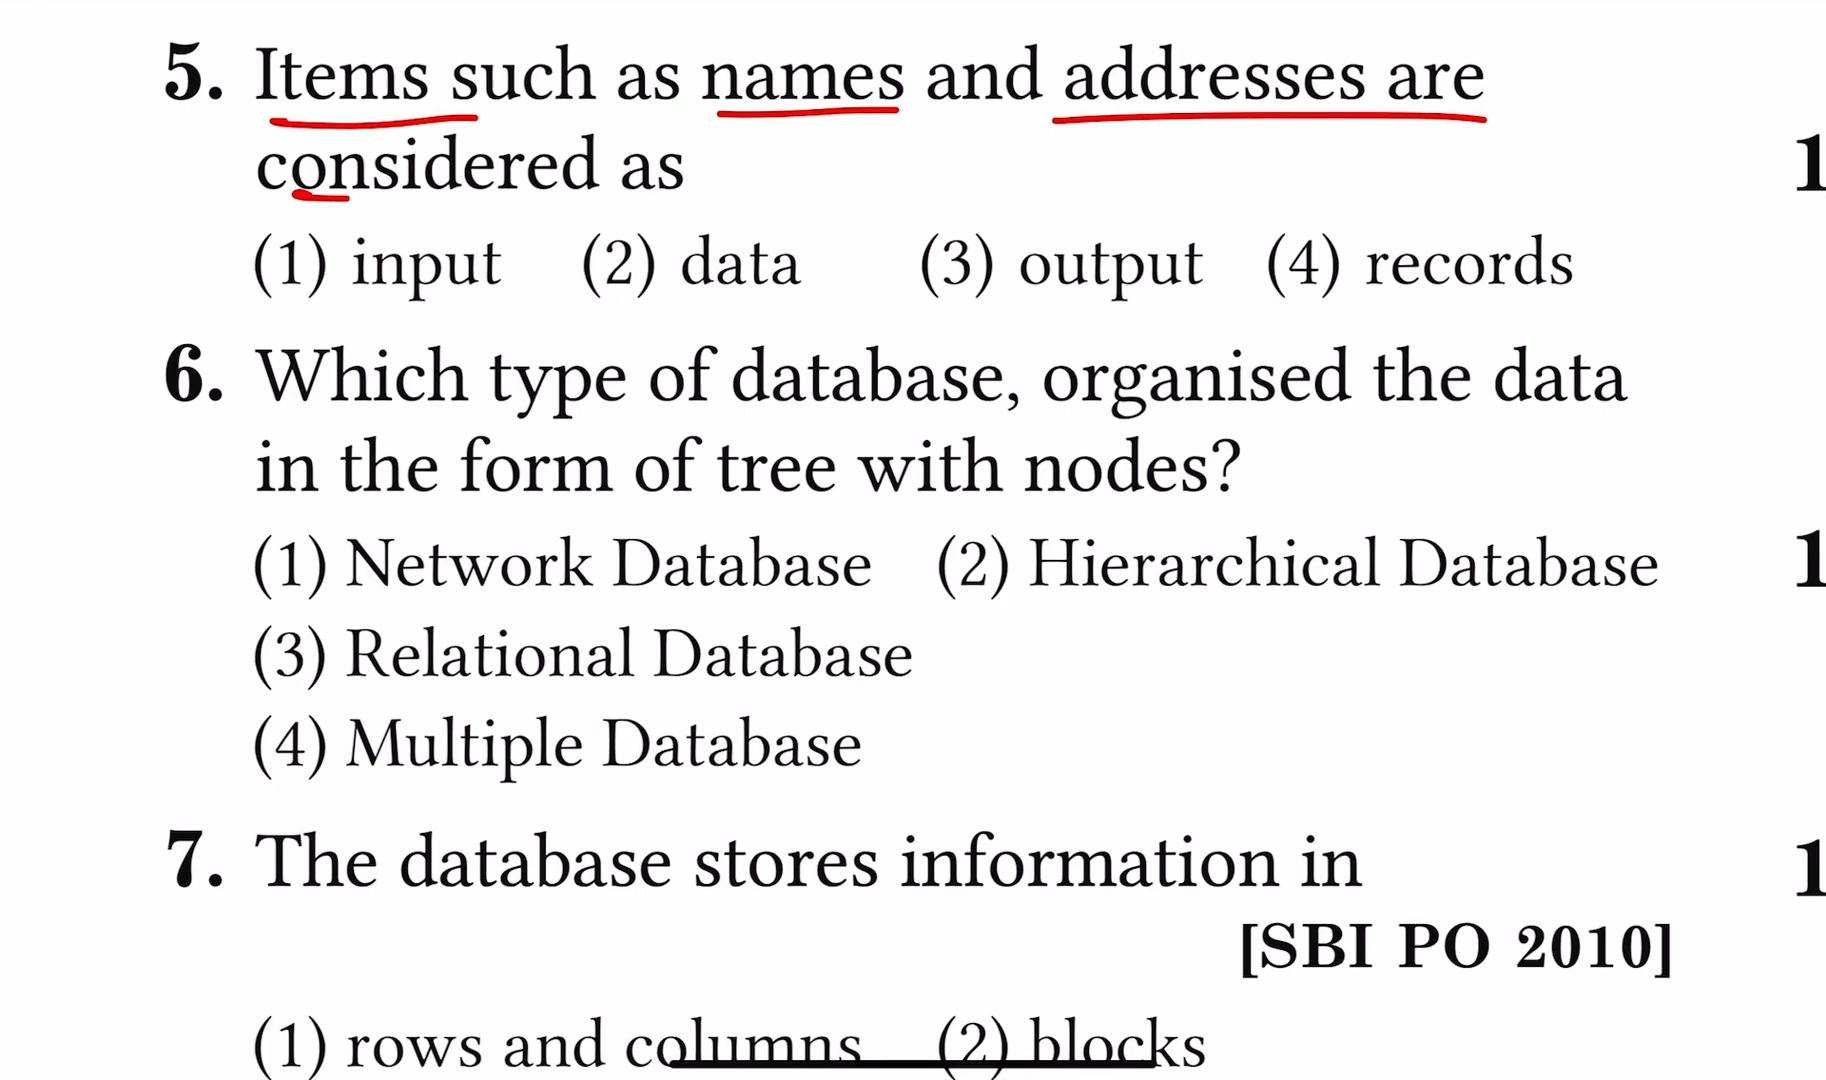 5. Items such as names and addresses are
considered as
(1) input (2) data (3) output (4) records
6. Which type of database, organised the data
in the form of tree with nodes?
(1) Network Database (2) Hierarchical Database
(3) Relational Database
(4) Multiple Database
7. The database stores information in
[SBI PO 2010]
(1) rows and columns (2) blocks
1
1
1